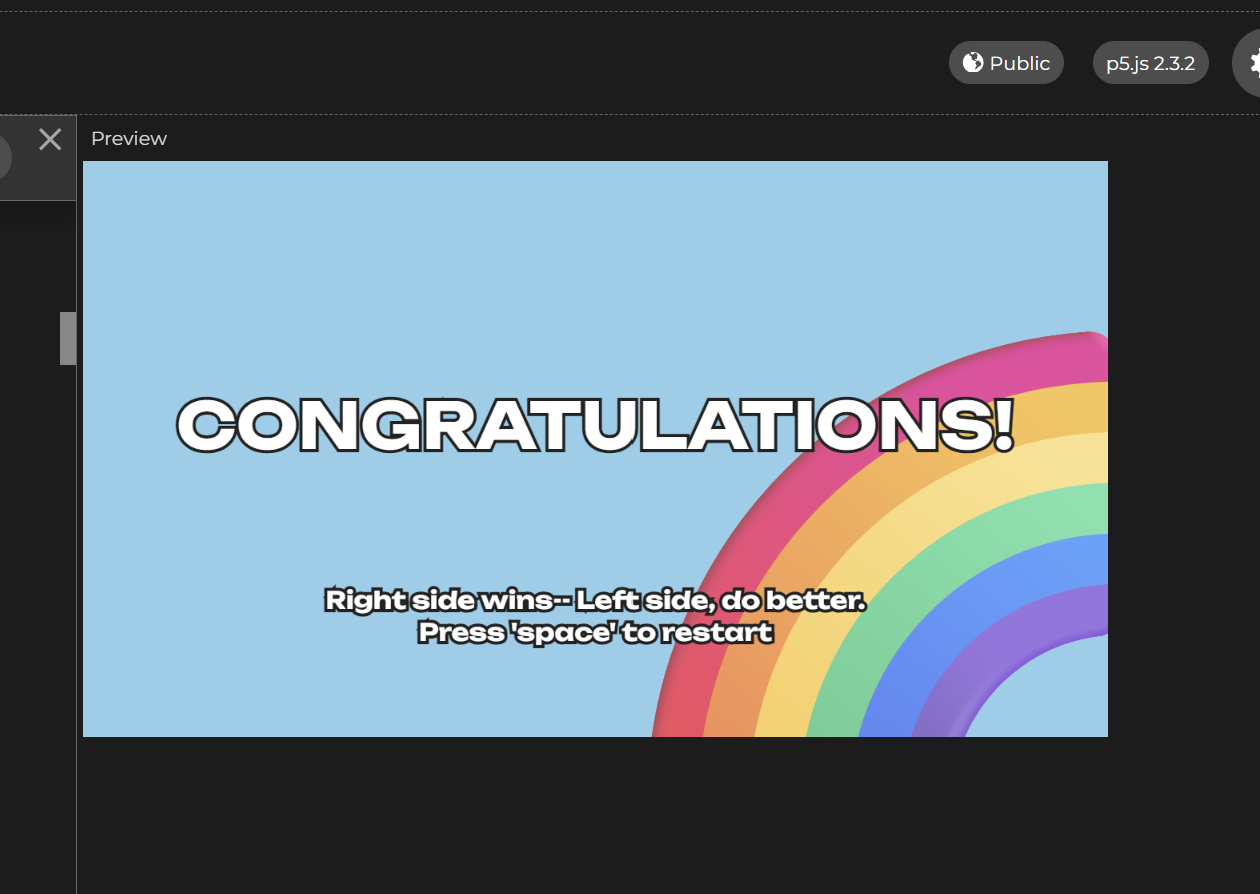 Public
p5.js 2.3.2
Preview
CONGRATULATIONS!
Right side wins-- Left side, do better.
Press 'space' to restart